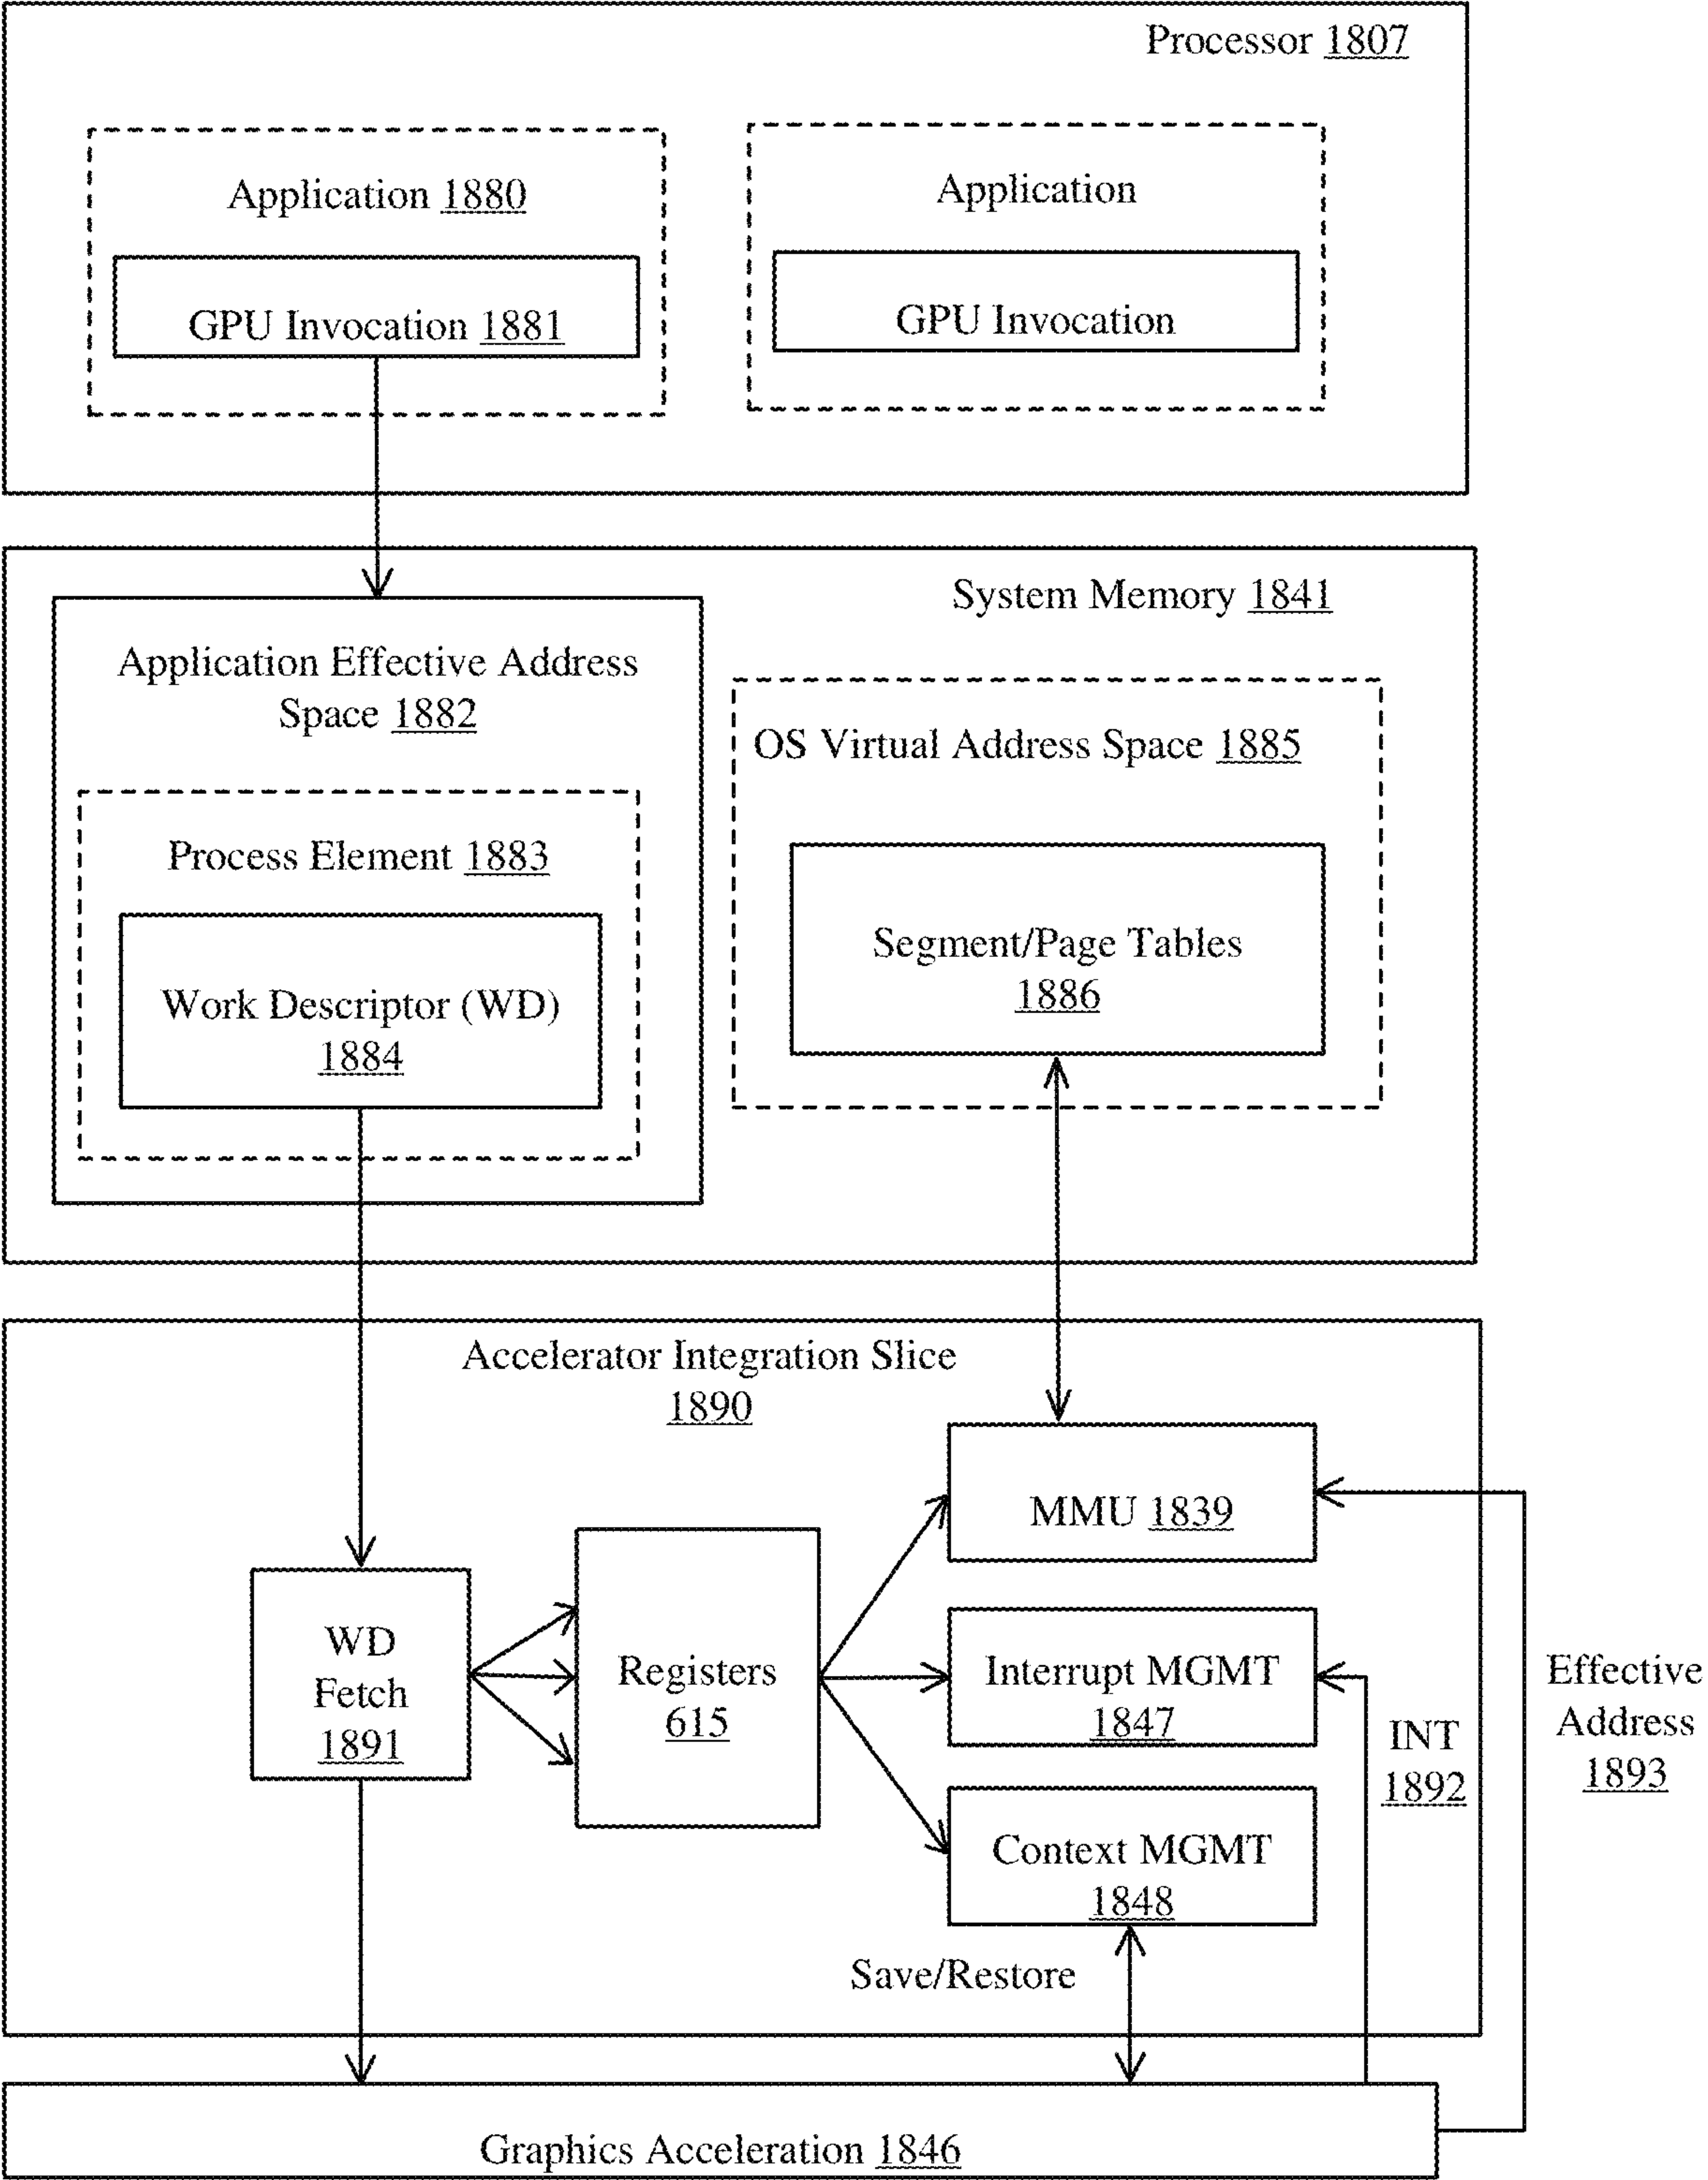 Processor 1807
Application 1880
GPU Invocation 1881
Application
GPU Invocation
System Memory 1841
Application Effective Address
Space 1882
Process Element 1883
Work Descriptor (WD)
1884
OS Virtual Address Space 1885
Segment/Page Tables
1886
Accelerator Integration Slice
1890
WD
Fetch
1891
Registers
615
MMU 1839
Interrupt MGMT
1847
Context MGMT
1848
Save/Restore
INT
1892
Effective
Address
1893
Graphics Acceleration 1846